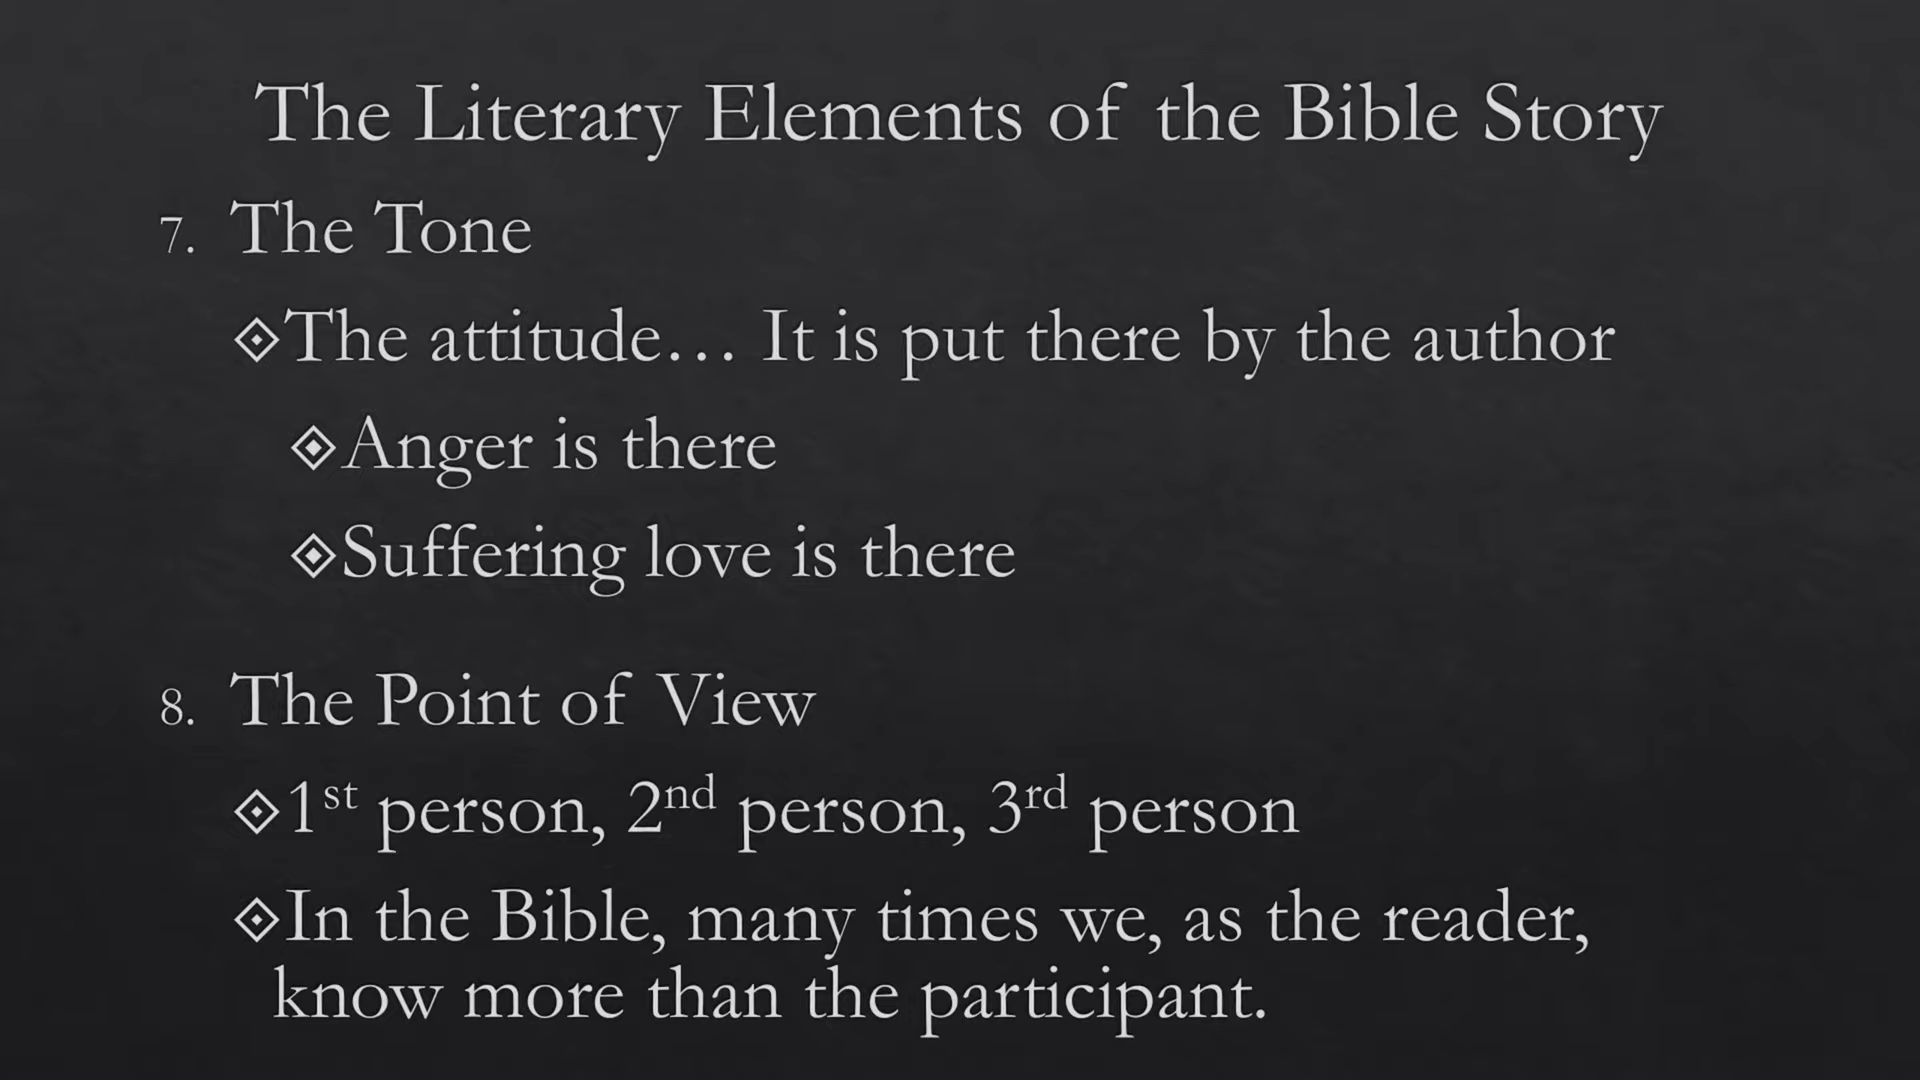 The Literary Elements of the Bible Story
7. The Tone
The attitude… It is put there by the author
Anger is there
Suffering love is there
8. The Point of View
1st person, 2nd person, 3rd person
In the Bible, many times we, as the reader,
know more than the participant.